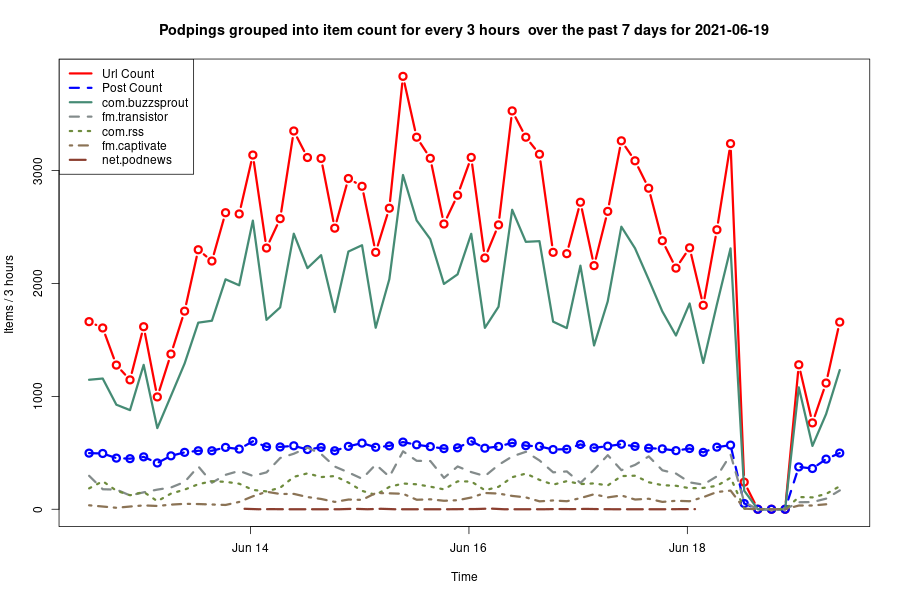 Podpings grouped into item count for every 3 hours  over the past 7 days for 2021-06-19
Url Count
Post Count
com.buzzsprout
fm.transistor
com.rss
fm.captivate
net.podnews
Items / 3 hours
3000
2000
1000
0
Jun 14
Jun 16
Jun 18
Time